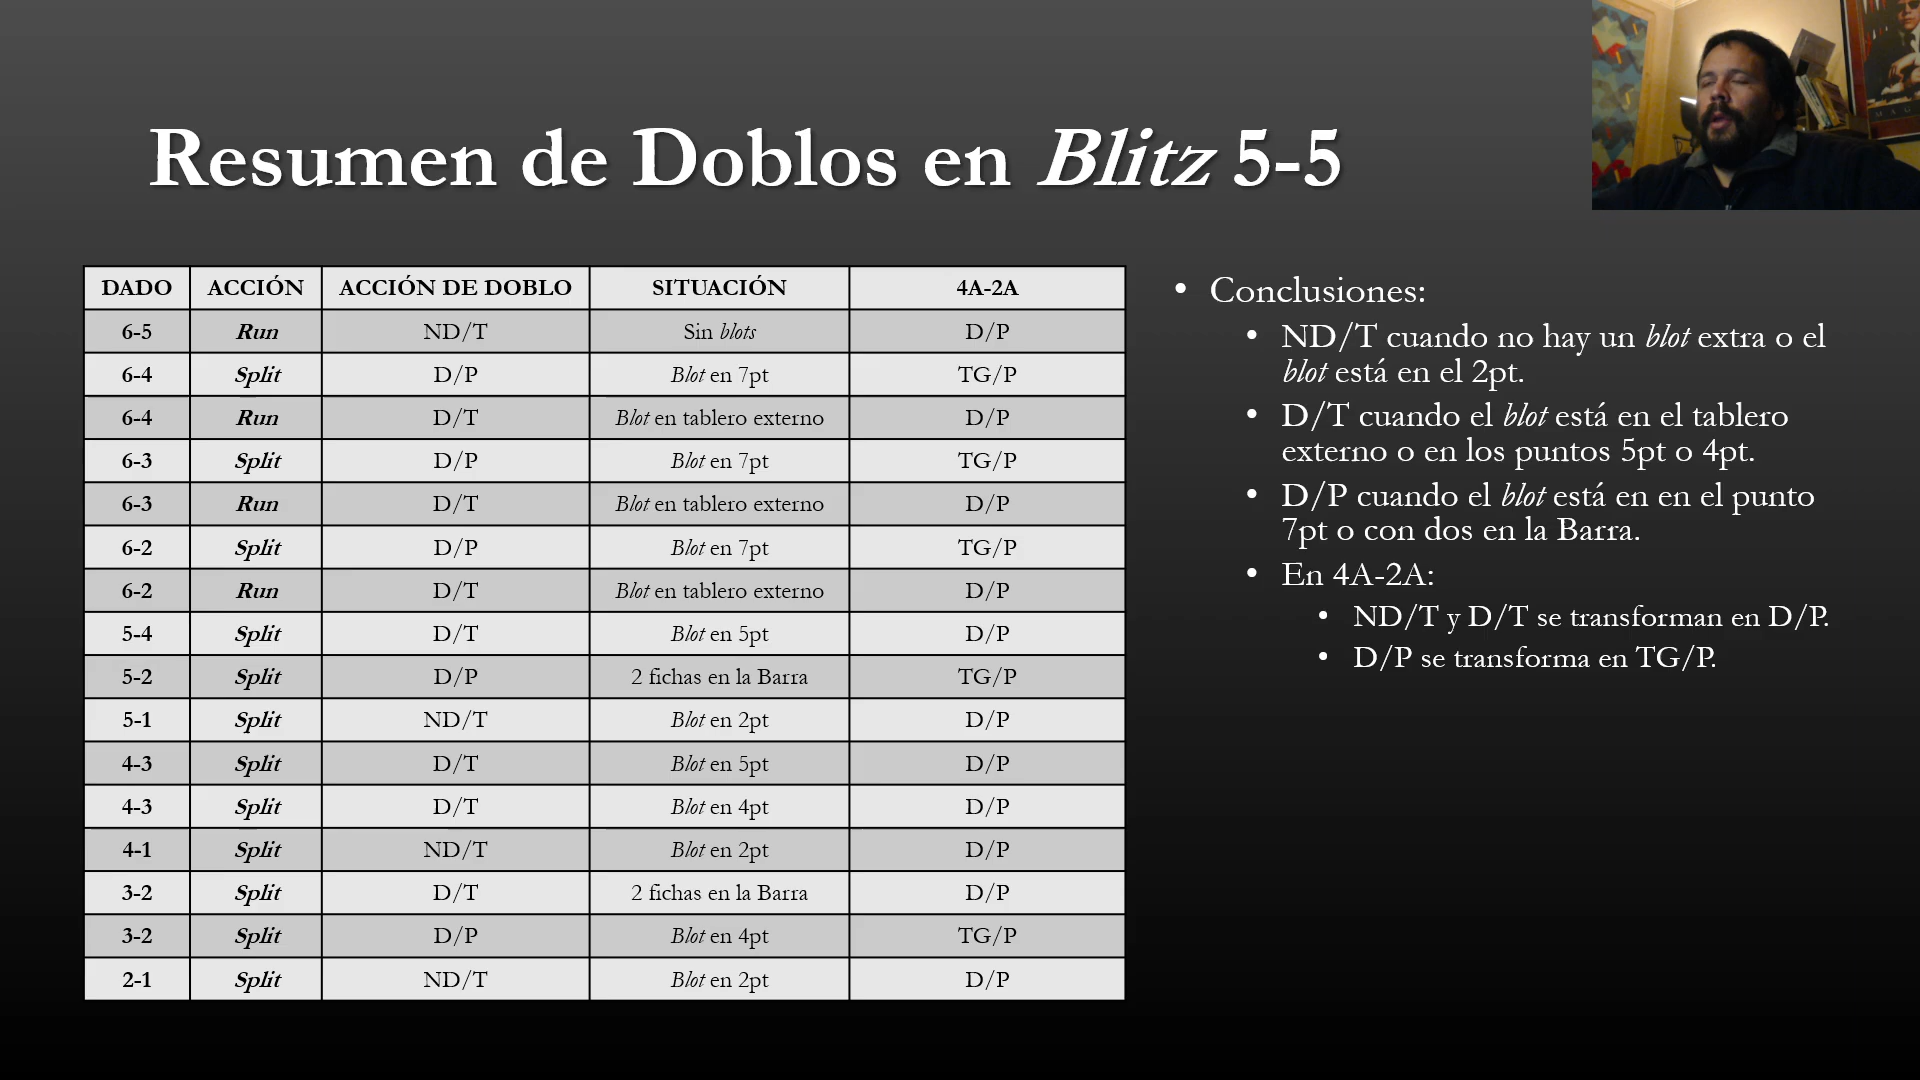 Resumen de Doblos en Blitz 5-5
DADO ACCIÓN ACCIÓN DE DOBLO SITUACIÓN 4A-2A
6-5 Run ND/T Sin blots D/P
6-4 Split D/P Blot en 7pt TG/P
6-4 Run D/T Blot en tablero externo D/P
6-3 Split D/P Blot en 7pt TG/P
6-3 Run D/T Blot en tablero externo D/P
6-2 Split D/P Blot en 7pt TG/P
6-2 Run D/T Blot en tablero externo D/P
5-4 Split D/T Blot en 5pt D/P
5-2 Split D/P 2 fichas en la Barra TG/P
5-1 Split ND/T Blot en 2pt D/P
4-3 Split D/T Blot en 5pt D/P
4-3 Split D/T Blot en 4pt D/P
4-1 Split ND/T Blot en 2pt D/P
3-2 Split D/T 2 fichas en la Barra D/P
3-2 Split D/P Blot en 4pt TG/P
2-1 Split ND/T Blot en 2pt D/P
• Conclusiones:
• ND/T cuando no hay un blot extra o el
blot está en el 2pt.
• D/T cuando el blot está en el tablero
externo o en los puntos 5pt o 4pt.
• D/P cuando el blot está en en el punto
7pt o con dos en la Barra.
• En 4A-2A:
• ND/T y D/T se transforman en D/P.
• D/P se transforma en TG/P.